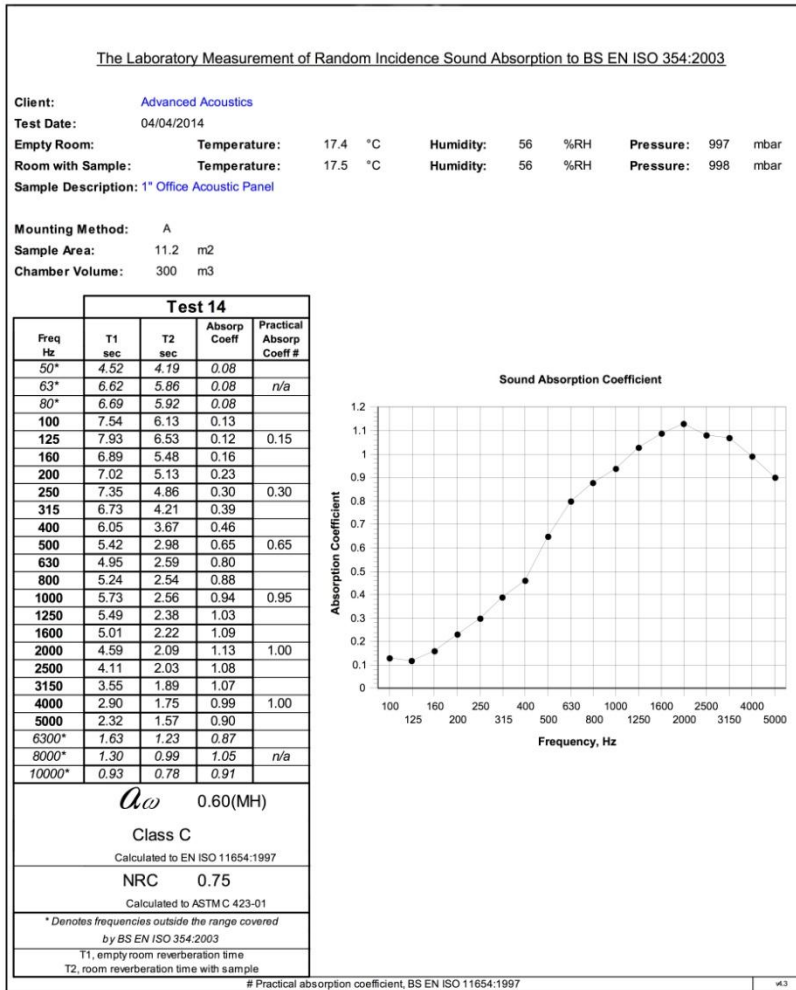 The Laboratory Measurement of Random Incidence Sound Absorption to BS EN ISO 354:2003
Client: Advanced Acoustics
Test Date: 04/04/2014
Empty Room: Temperature: 17.4 °C Humidity: 56 %RH Pressure: 997 mbar
Room with Sample: Temperature: 17.5 °C Humidity: 56 %RH Pressure: 998 mbar
Sample Description: 1" Office Acoustic Panel
Mounting Method: A
Sample Area: 11.2 m2
Chamber Volume: 300 m3
Test 14
Freq Hz T1 sec T2 sec Absorp Coeff Practical Absorp Coeff #
50* 4.52 4.19 0.08
63* 6.62 5.86 0.08 n/a
80* 6.69 5.92 0.08
100 7.54 6.13 0.13
125 7.93 6.53 0.12 0.15
160 6.89 5.48 0.16
200 7.02 5.13 0.23
250 7.35 4.86 0.30 0.30
315 6.73 4.21 0.39
400 6.05 3.67 0.46
500 5.42 2.98 0.65 0.65
630 4.95 2.59 0.80
800 5.24 2.54 0.88
1000 5.73 2.56 0.94 0.95
1250 5.49 2.38 1.03
1600 5.01 2.22 1.09
2000 4.59 2.09 1.13 1.00
2500 4.11 2.03 1.08
3150 3.55 1.89 1.07
4000 2.90 1.75 0.99 1.00
5000 2.32 1.57 0.90
6300* 1.63 1.23 0.87
8000* 1.30 0.99 1.05 n/a
10000* 0.93 0.78 0.91
aω 0.60(MH)
Class C
Calculated to EN ISO 11654:1997
NRC 0.75
Calculated to ASTM C 423-01
* Denotes frequencies outside the range covered
by BS EN ISO 354:2003
T1, empty room reverberation time
T2, room reverberation time with sample
Sound Absorption Coefficient
Absorption Coefficient
1.2
1.1
1
0.9
0.8
0.7
0.6
0.5
0.4
0.3
0.2
0.1
0
100 160 250 400 630 1000 1600 2500 4000
125 200 315 500 800 1250 2000 3150 5000
Frequency, Hz
# Practical absorption coefficient, BS EN ISO 11654:1997
v4.3